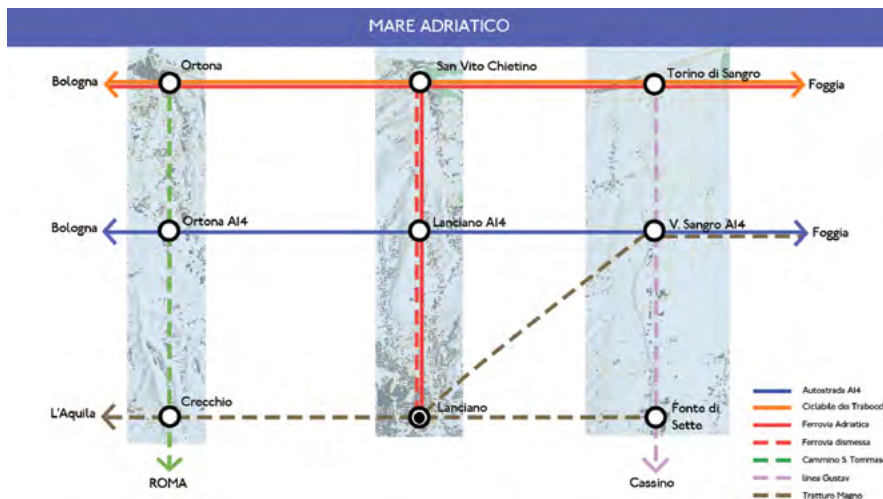 MARE ADRIATICO
Ortona
San Vito Chietino
Torino di Sangro
Bologna
Foggia
Ortona A14
Lanciano A14
V. Sangro A14
Bologna
Foggia
Crecchio
Lanciano
Fonte di
Sette
L'Aquila
ROMA
Cassino
Autostrada A14
Ciclabile dei Trabocc
Ferrovia Adriatica
Ferrovia dismessa
Cammino S. Tommas
linea Gustav
Tratturo Magno